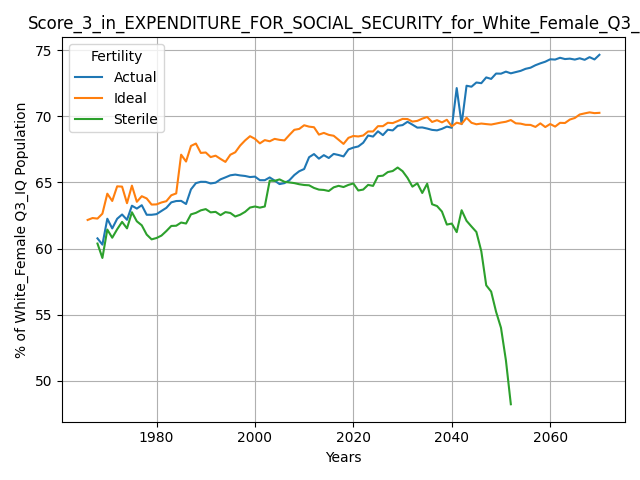 Score_3_in_EXPENDITURE_FOR_SOCIAL_SECURITY_for_White_Female_Q3_
Fertility
Actual
Ideal
Sterile
% of White_Female Q3_IQ Population
75
70
65
60
55
50
1980
2000
2020
2040
2060
Years